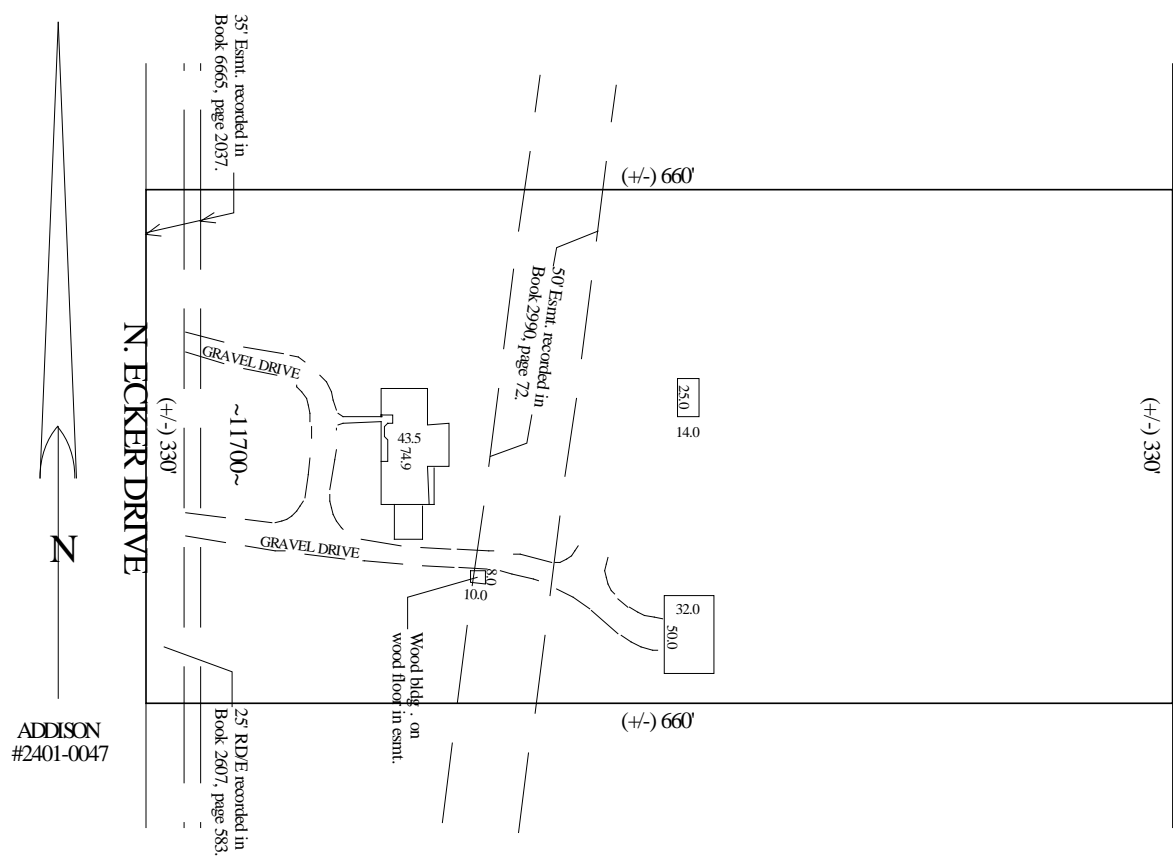 35' Esmt. recorded in
Book 6665, page 2037.
(+/-) 660'
50' Esmt. recorded in
Book 2990, page 72.
N. ECKER DRIVE
(+/-) 330'
~11700~
GRAVEL DRIVE
43.5
74.9
25.0
14.0
(+/-) 330'
N
GRAVEL DRIVE
8.0
10.0
32.0
50.0
Wood bldg. on
wood floor in esmt.
(+/-) 660'
25' RD/E recorded in
Book 2607, page 583.
ADDISON
#2401-0047